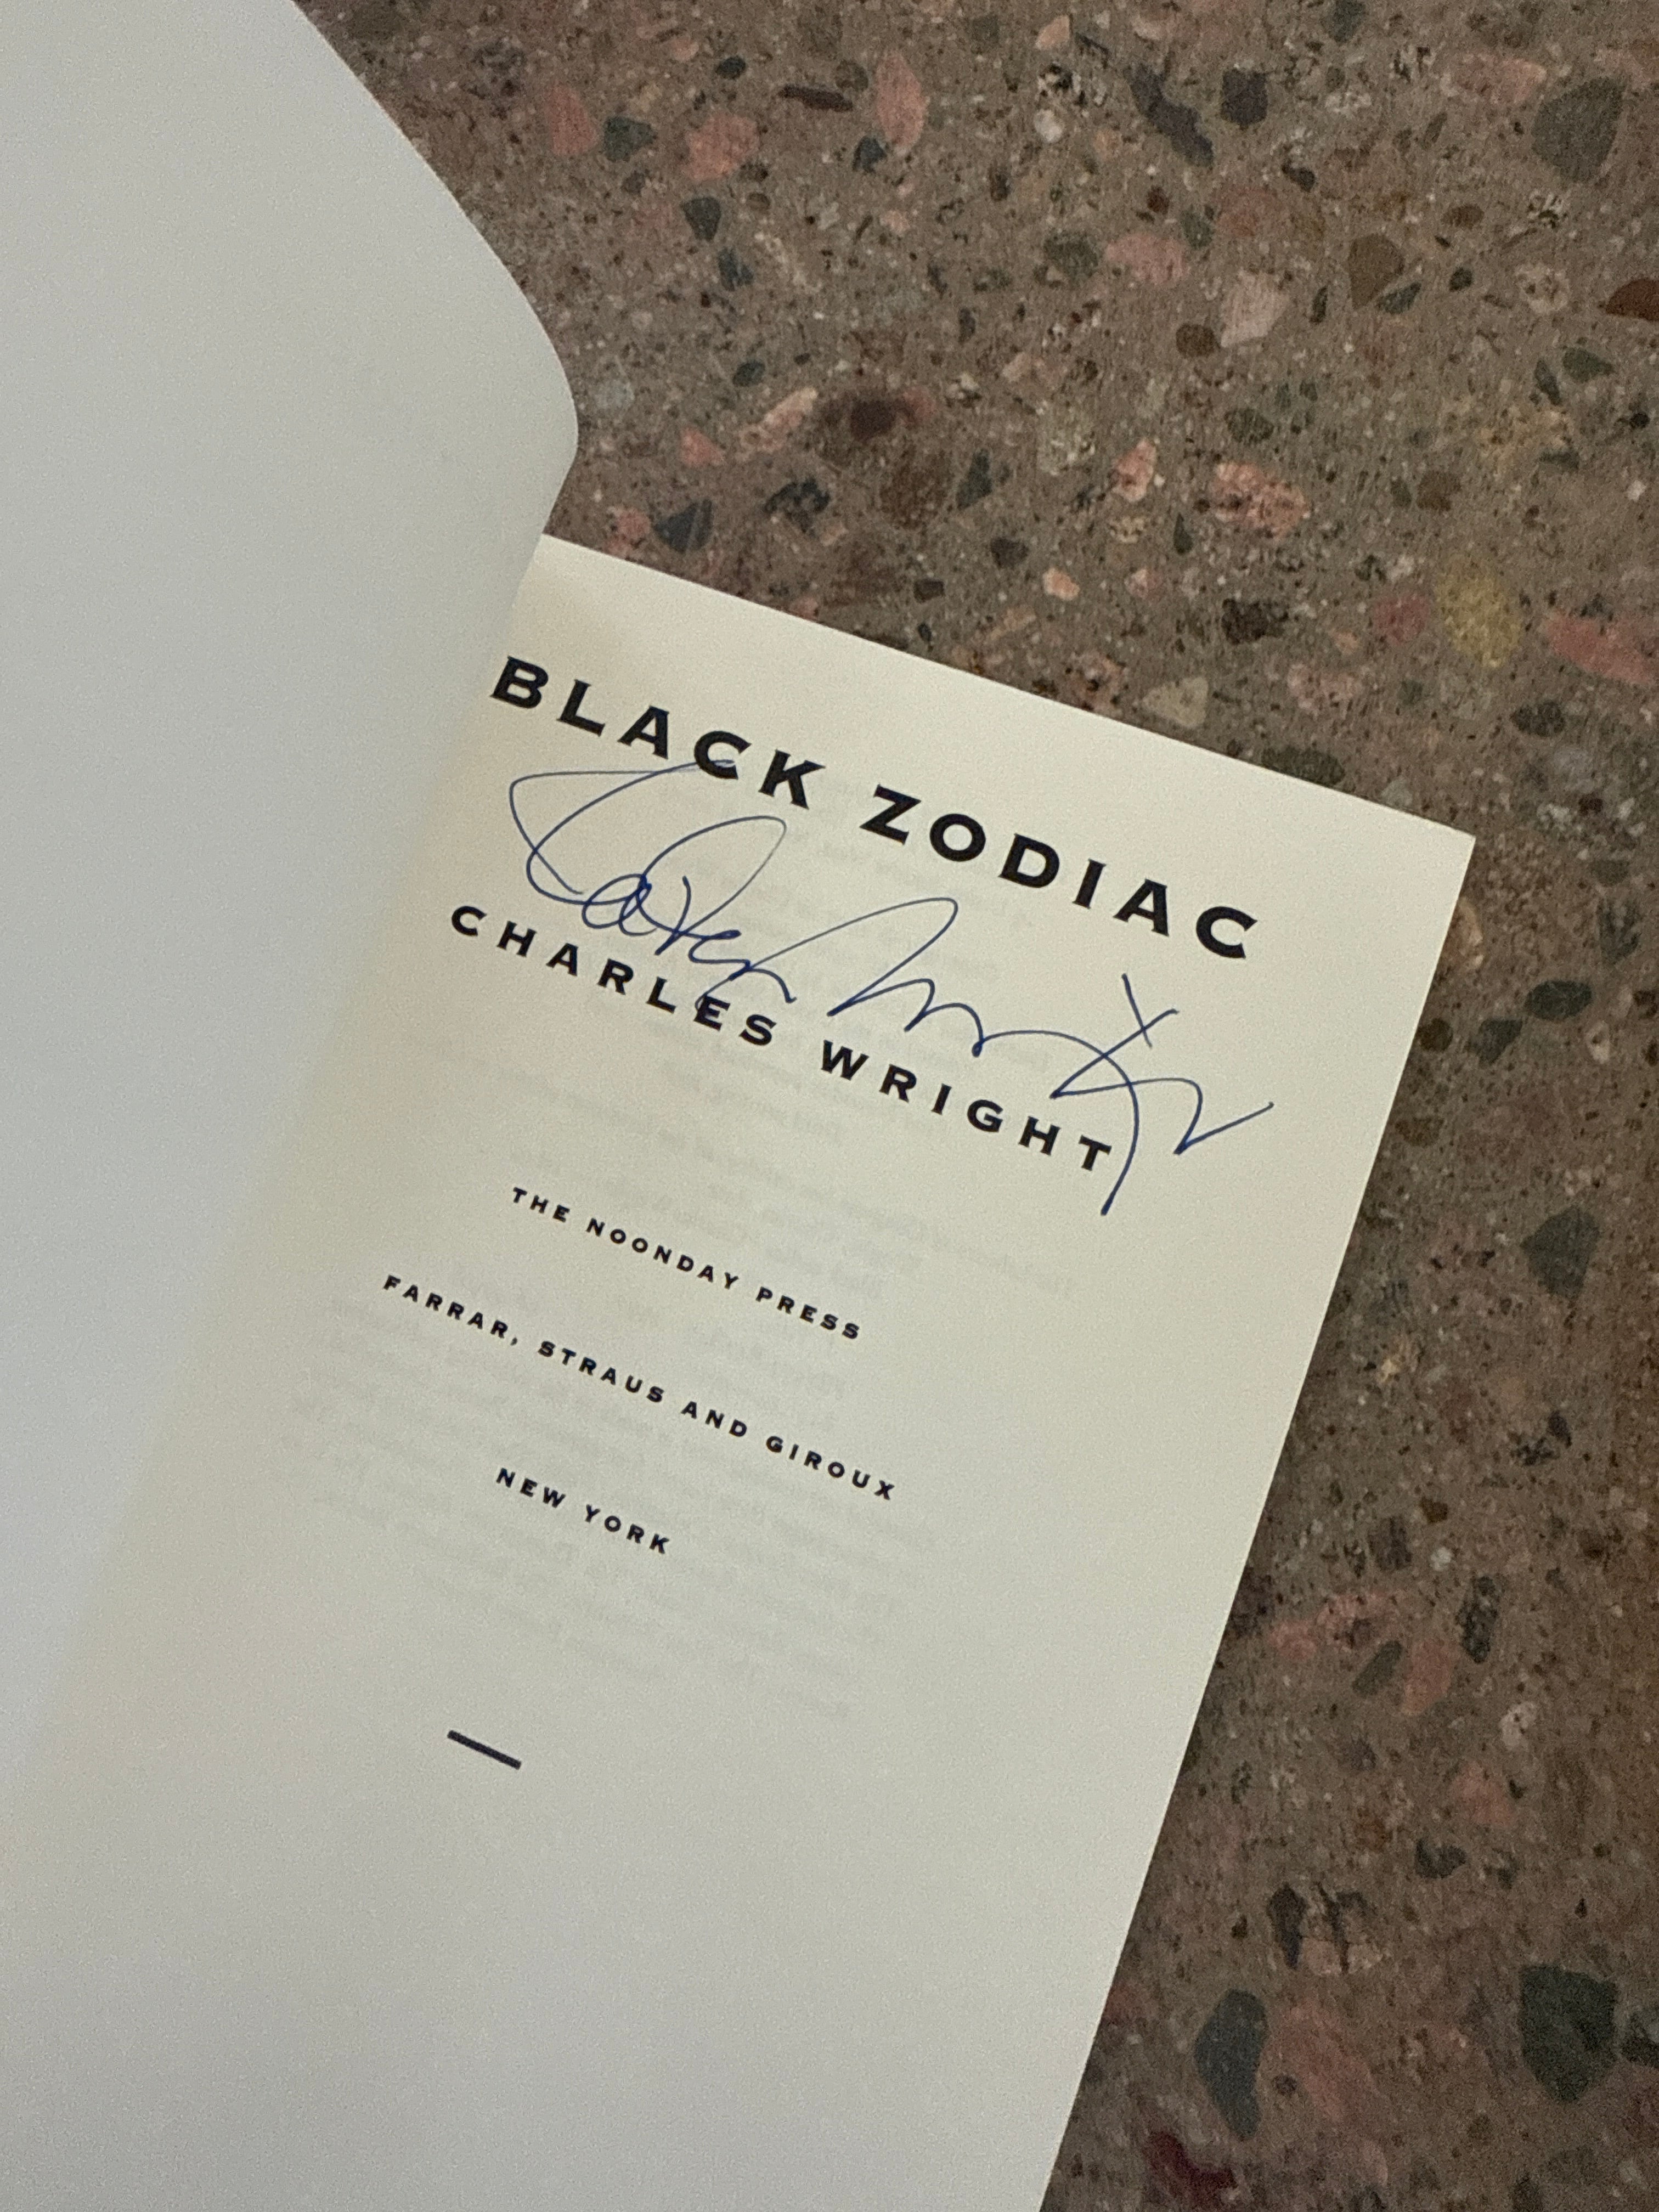 BLACK ZODIAC
CHARLES WRIGHT
THE NOONDAY PRESS
FARRAR, STRAUS AND GIROUX
NEW YORK